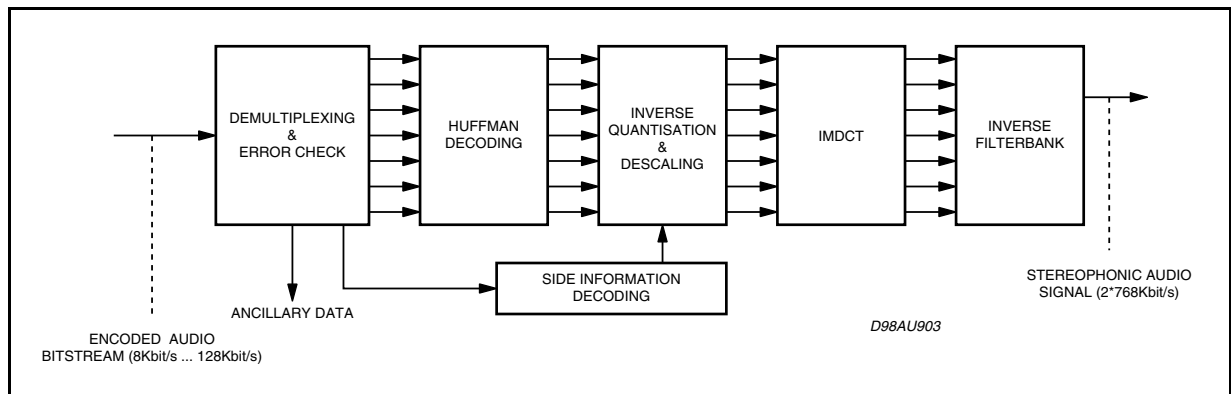 DEMULTIPLEXING
&
ERROR CHECK
HUFFMAN
DECODING
INVERSE
QUANTISATION
&
DESCALING
IMDCT
INVERSE
FILTERBANK
SIDE INFORMATION
DECODING
ANCILLARY DATA
ENCODED AUDIO
BITSTREAM (8Kbit/s ... 128Kbit/s)
STEREOPHONIC AUDIO
SIGNAL (2*768Kbit/s)
D98AU903